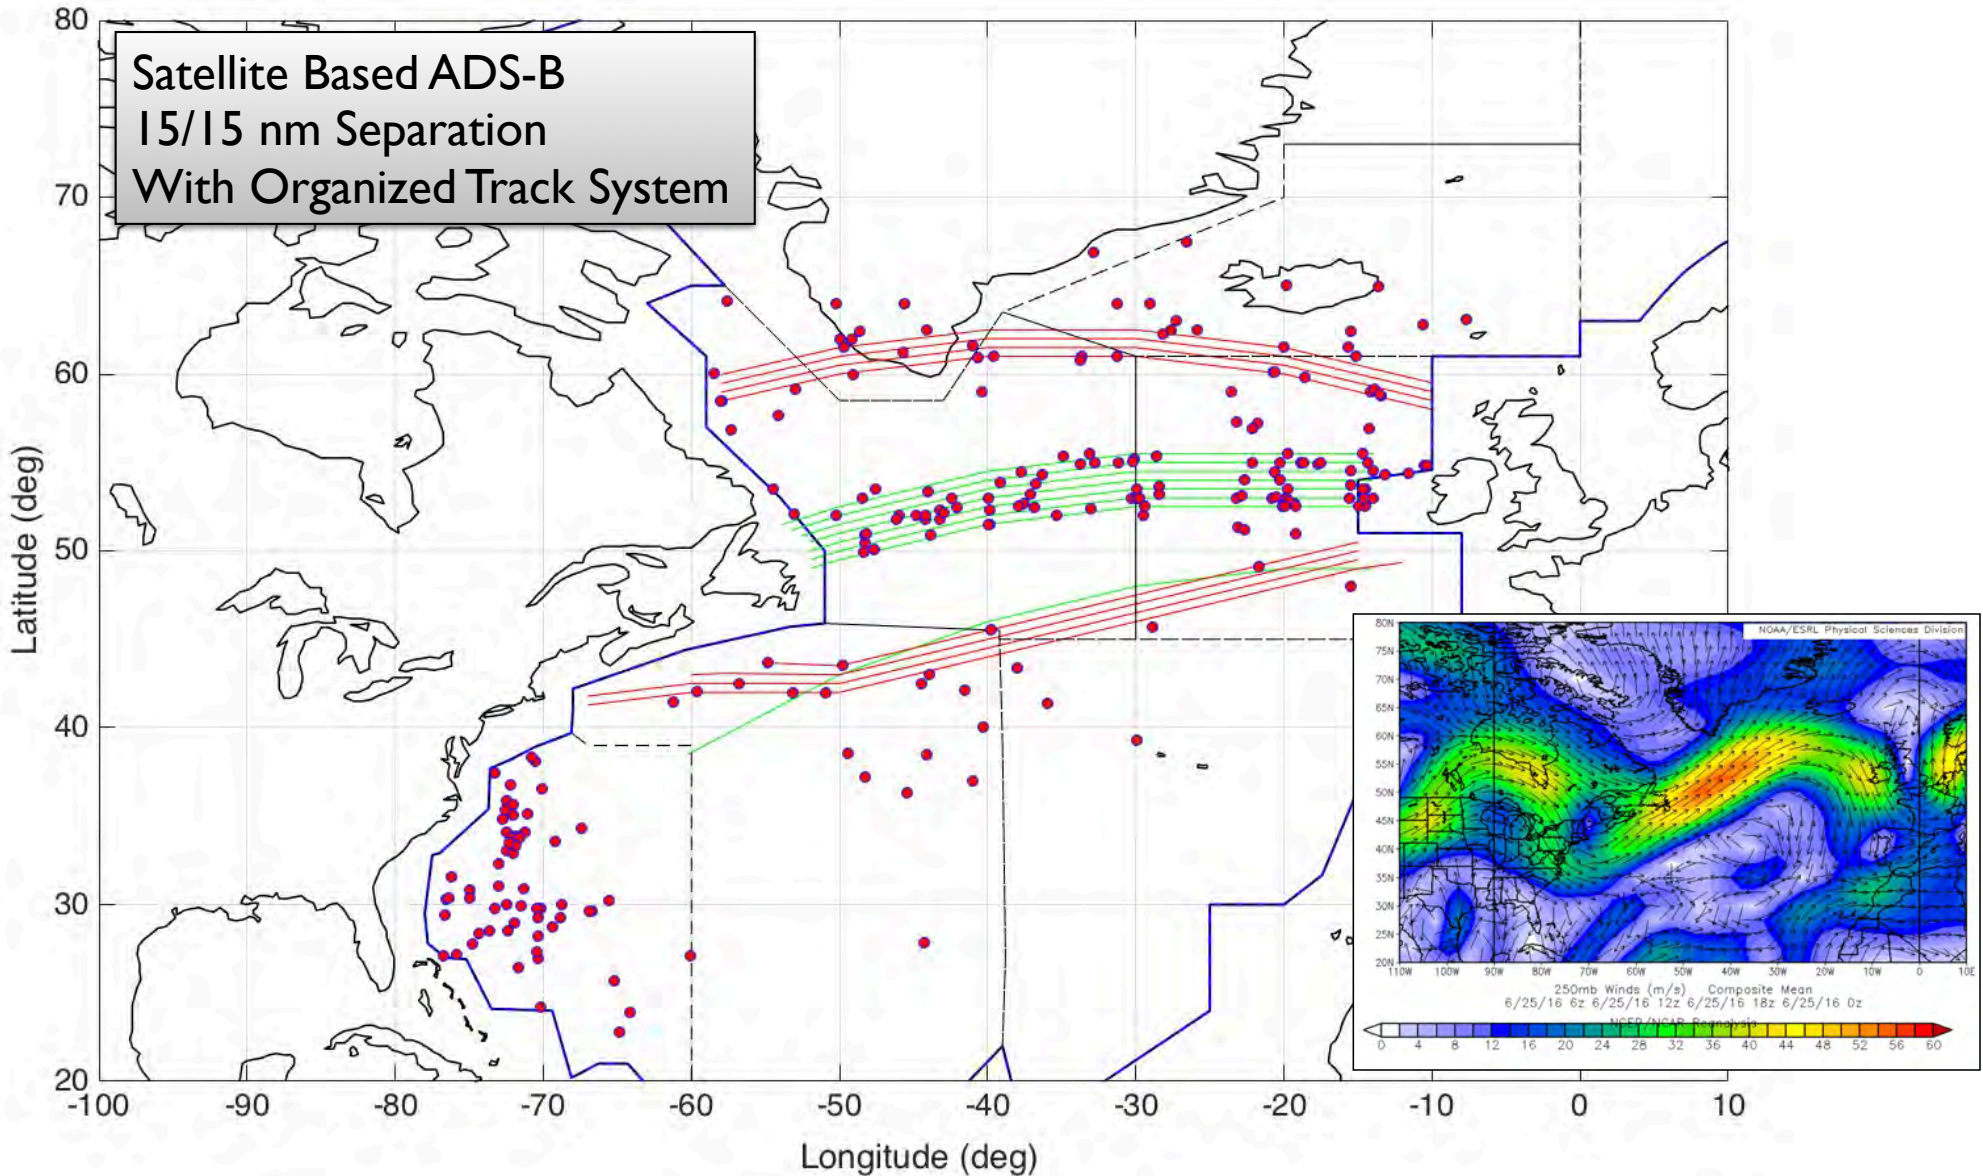 Satellite Based ADS-B
15/15 nm Separation
With Organized Track System
80
70
60
50
40
30
20
Latitude (deg)
-100 -90 -80 -70 -60 -50 -40 -30 -20 -10 0 10
Longitude (deg)
NOAA/ESRL Physical Sciences Division
80N
75N
70N
65N
60N
55N
50N
45N
40N
35N
30N
25N
20N
110W 100W 90W 80W 70W 60W 50W 40W 30W 20W 10W 0 10E
250mb Winds (m/s) Composite Mean
6/25/16 6z 6/25/16 12z 6/25/16 18z 6/25/16 0z
NCEP/NCAR Reanalysis
0 4 8 12 16 20 24 28 32 36 40 44 48 52 56 60